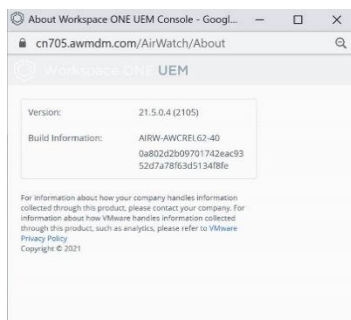 About Workspace ONE UEM Console - Googl...
cn705.awmdm.com/AirWatch/About
Workspace ONE UEM
Version: 21.5.0.4 (2105)
Build Information: AIRW-AWCREL62-40
0a802d2b09701742eac93
52d7a78f63d5134f8fe
For information about how your company handles information
collected through this product, please contact your company. For
information about how VMware handles information collected
through this product, such as analytics, please refer to VMware
Privacy Policy
Copyright © 2021